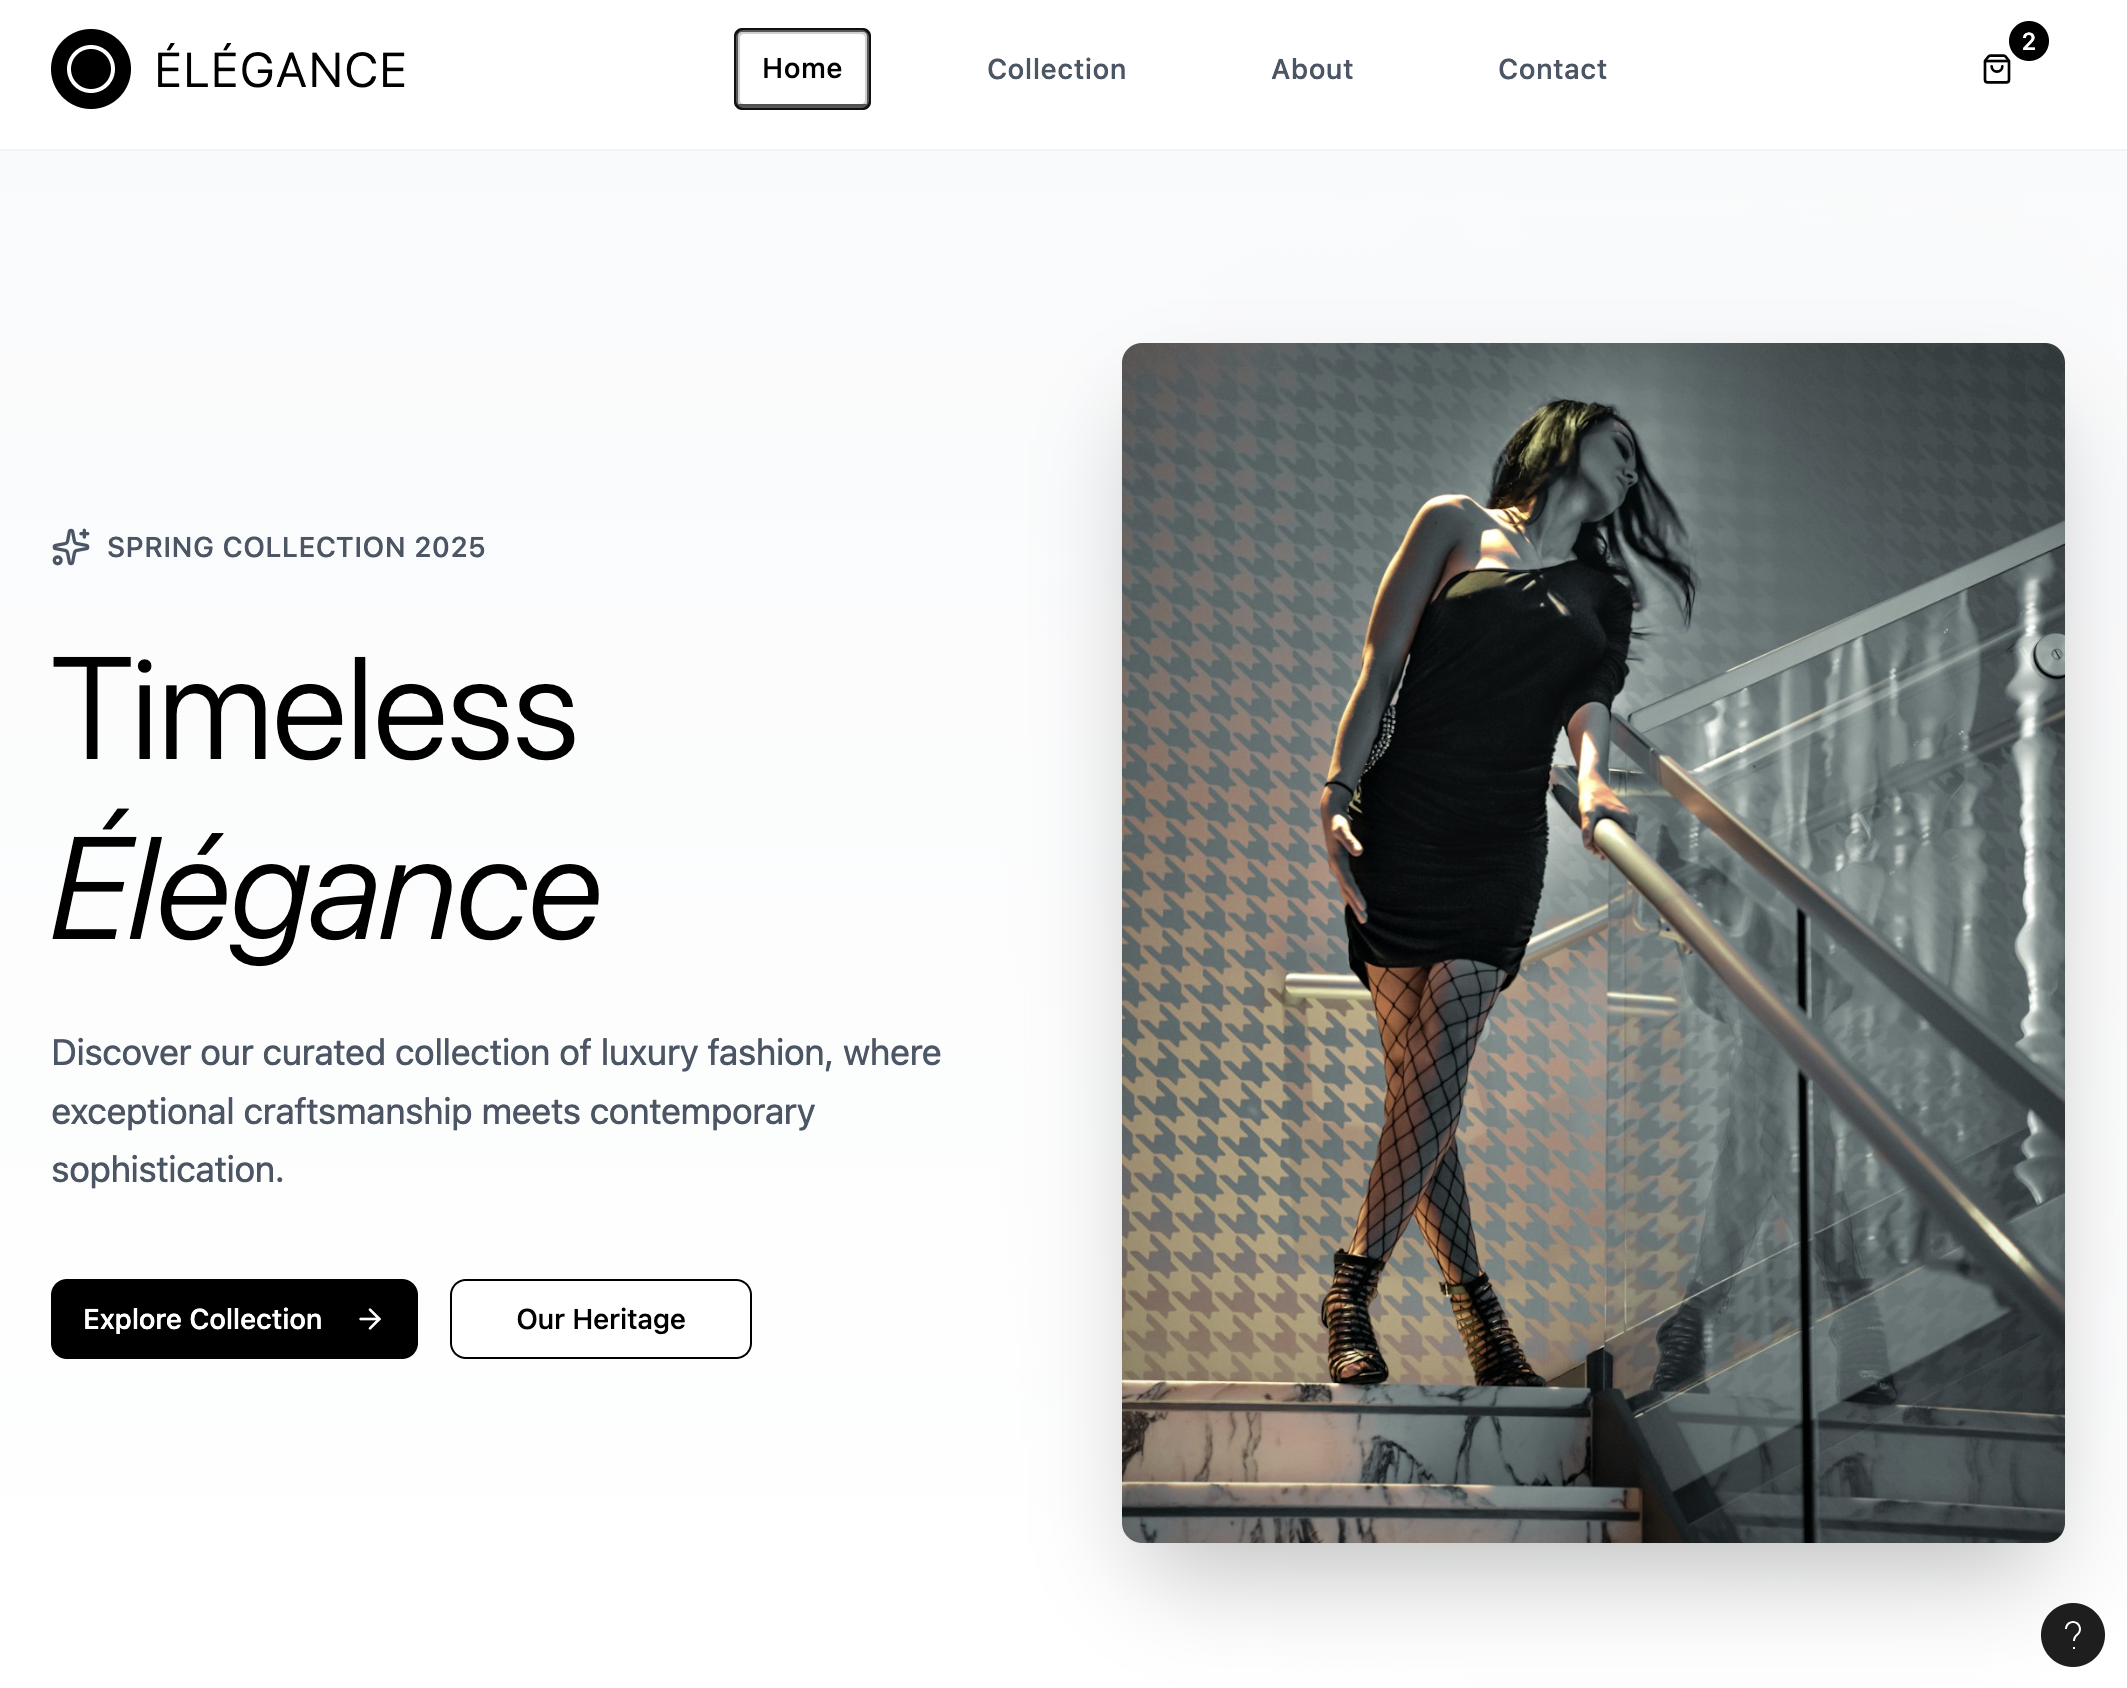 ÉLÉGANCE
Home
Collection
About
Contact
2
SPRING COLLECTION 2025
Timeless
Élégance
Discover our curated collection of luxury fashion, where
exceptional craftsmanship meets contemporary
sophistication.
Explore Collection →
Our Heritage
?